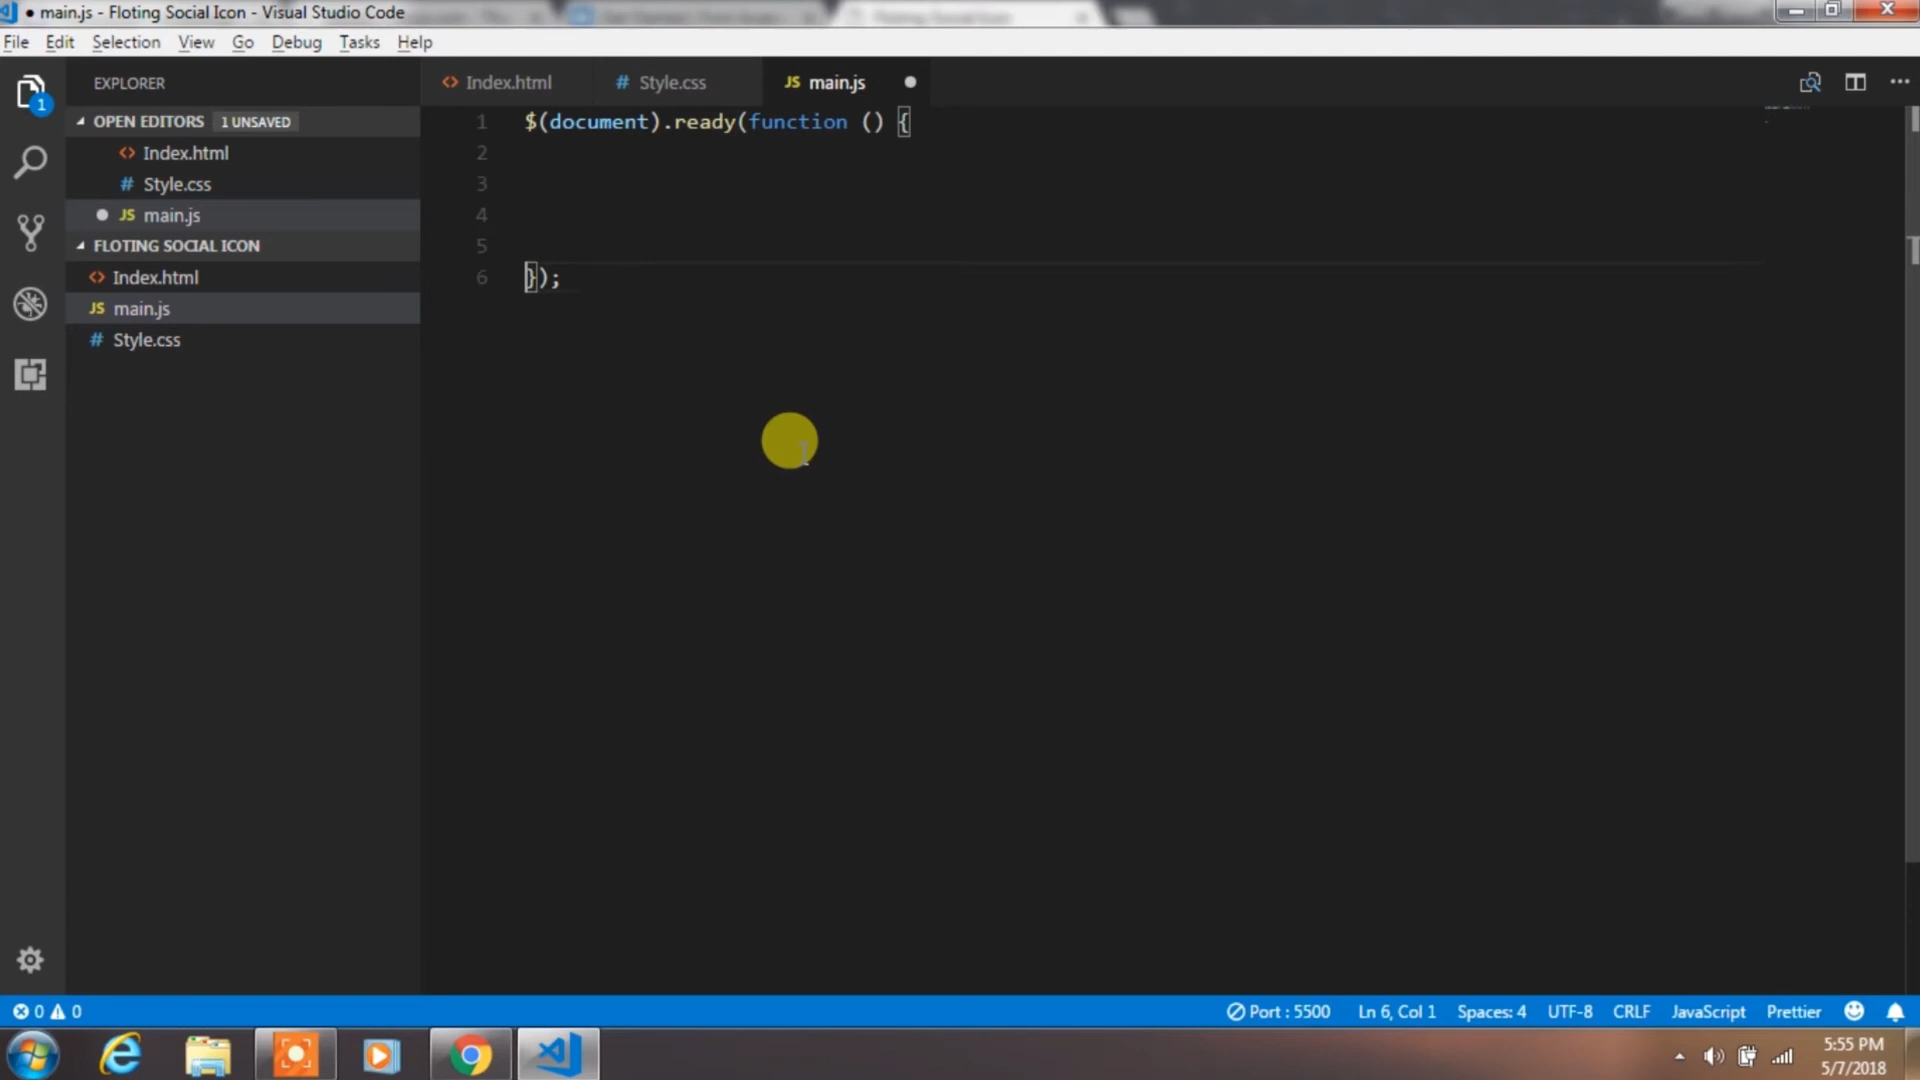 main.js - Floting Social Icon - Visual Studio Code
File Edit Selection View Go Debug Tasks Help
EXPLORER
OPEN EDITORS 1 UNSAVED
Index.html
Style.css
JS main.js
FLOTING SOCIAL ICON
Index.html
JS main.js
Style.css
<> Index.html # Style.css JS main.js
1 $(document).ready(function () {
2
3
4
5
6 });
0 0
Port : 5500 Ln 6, Col 1 Spaces: 4 UTF-8 CRLF JavaScript Prettier
5:55 PM
5/7/2018